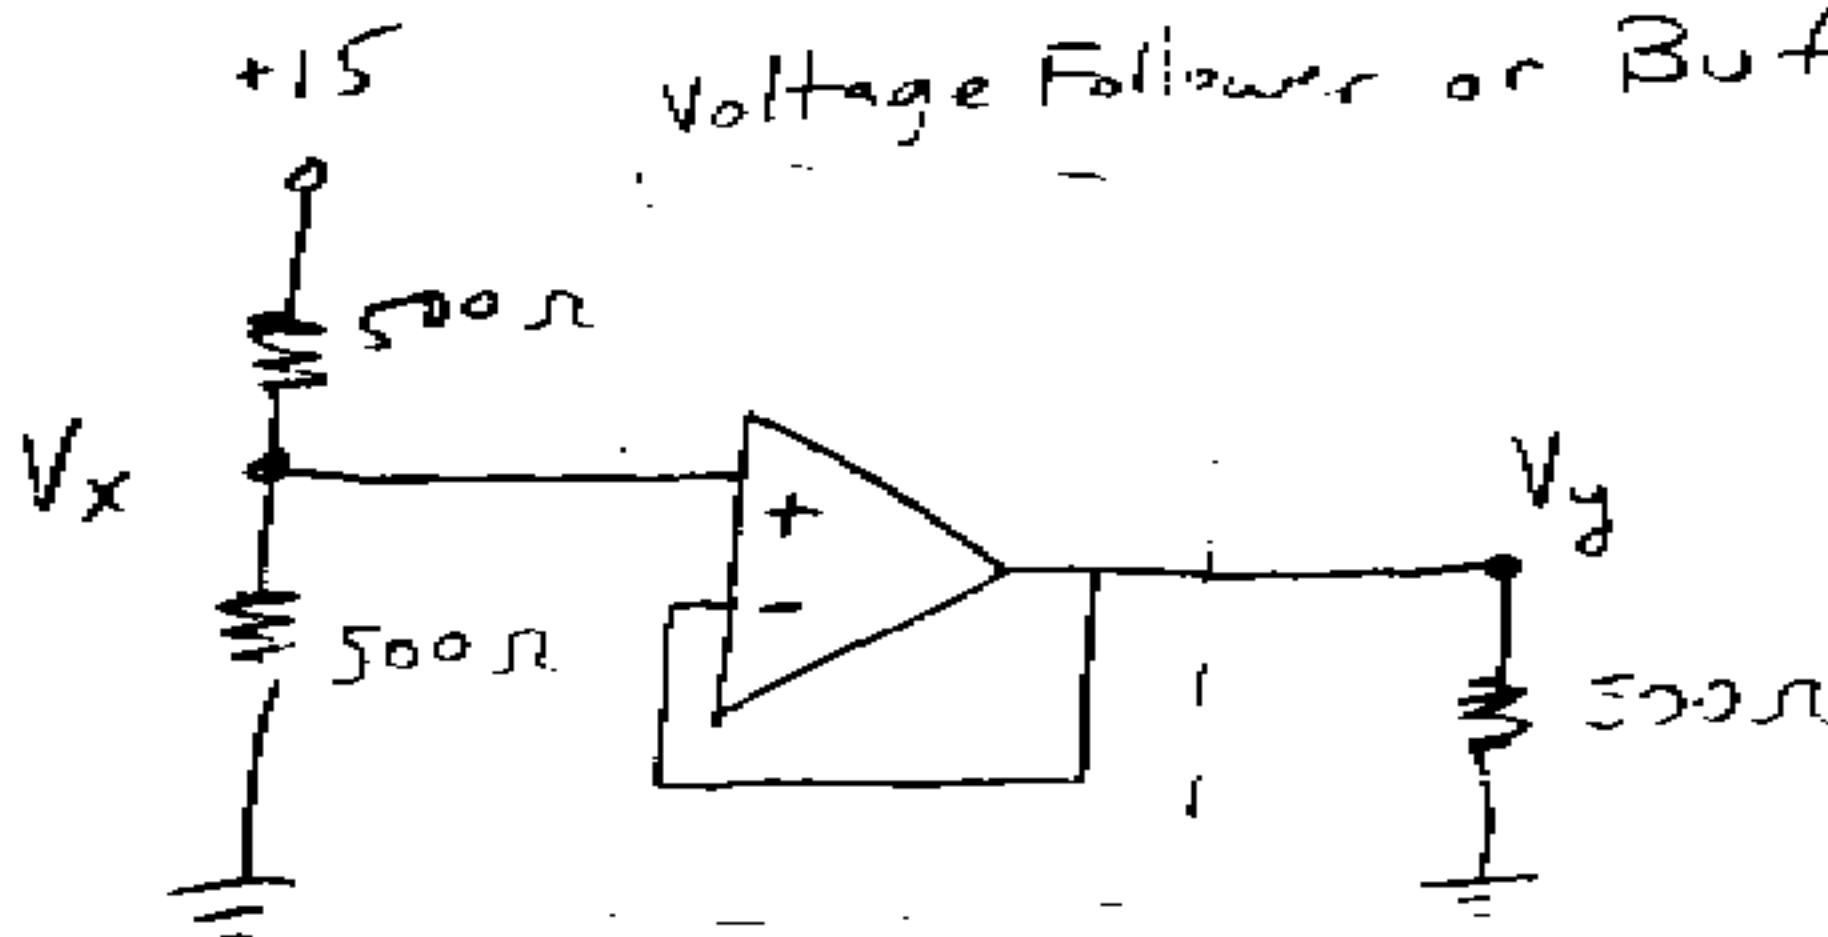 +15
Voltage Follower or Buf
500 Ω
Vx
+
Vy
-
500 Ω
500 Ω